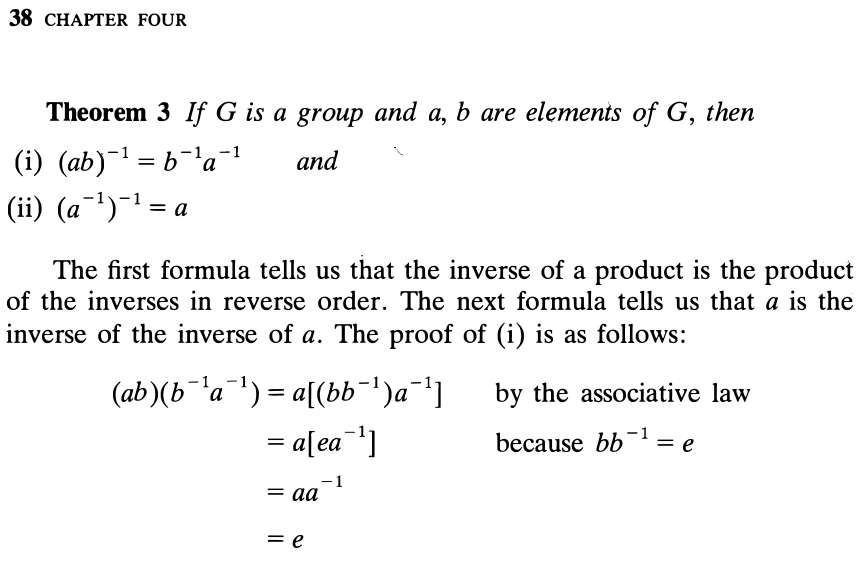 38 CHAPTER FOUR
Theorem 3 If G is a group and a, b are elements of G, then
(i) (ab)⁻¹ = b⁻¹a⁻¹ and
(ii) (a⁻¹)⁻¹ = a
The first formula tells us that the inverse of a product is the product
of the inverses in reverse order. The next formula tells us that a is the
inverse of the inverse of a. The proof of (i) is as follows:
(ab)(b⁻¹a⁻¹) = a[(bb⁻¹)a⁻¹] by the associative law
= a[ea⁻¹] because bb⁻¹ = e
= aa⁻¹
= e